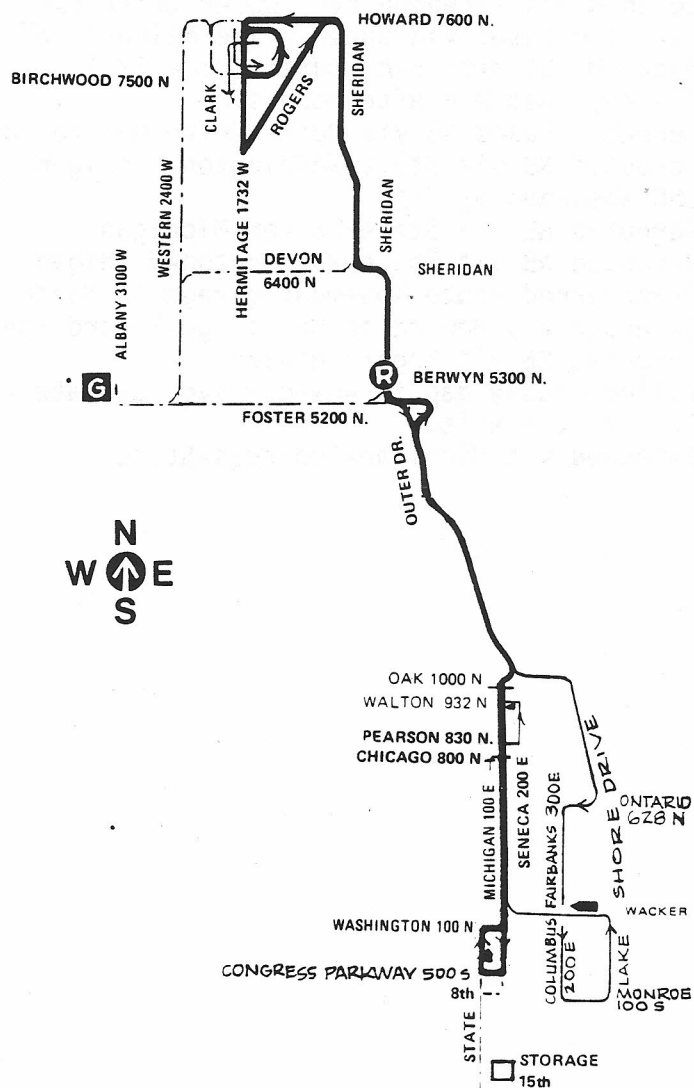 HOWARD 7600 N.
BIRCHWOOD 7500 N
CLARK
ROGERS
SHERIDAN
WESTERN 2400 W
HERMITAGE 1732 W
SHERIDAN
ALBANY 3100 W
DEVON
6400 N
SHERIDAN
G
R
BERWYN 5300 N.
FOSTER 5200 N.
OUTER DR.
N
W E
S
OAK 1000 N
WALTON 932 N
PEARSON 830 N.
CHICAGO 800 N
MICHIGAN 100 E
SENECA 200 E
FAIRBANKS 300E
SHORE DRIVE
ONTARIO
628 N
WACKER
WASHINGTON 100 N
CONGRESS PARKWAY 500 S
COLUMBUS
200E
LAKE
MONROE
100 S
8th
STATE
STORAGE
15th